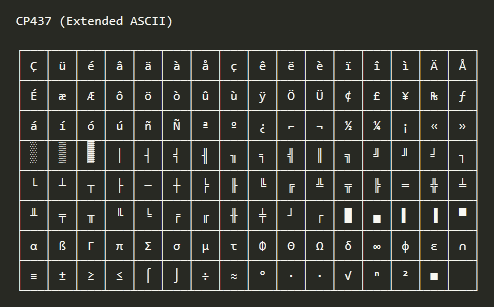 CP437 (Extended ASCII)
Ç ü é â ä à å ç ê ë è ï î ì Ä Å
É æ Æ ô ö ò û ù ÿ Ö Ü ¢ £ ¥ ₧ ƒ
á í ó ú ñ Ñ ª º ¿ ⌐ ¬ ½ ¼ ¡ « »
░ ▒ ▓ │ ┤ ╡ ╢ ╖ ╕ ╣ ║ ╗ ╝ ╜ ╛ ┐
└ ┴ ┬ ├ ─ ┼ ╞ ╟ ╚ ╔ ╩ ╦ ╠ ═ ╬ ╧
╨ ╤ ╥ ╙ ╘ ╒ ╓ ╫ ╪ ┘ ┌ █ ▄ ▌ ▐ ▀
α ß Γ π Σ σ µ τ Φ Θ Ω δ ∞ φ ε ∩
≡ ± ≥ ≤ ⌠ ⌡ ÷ ≈ ° ∙ · √ ⁿ ² ■